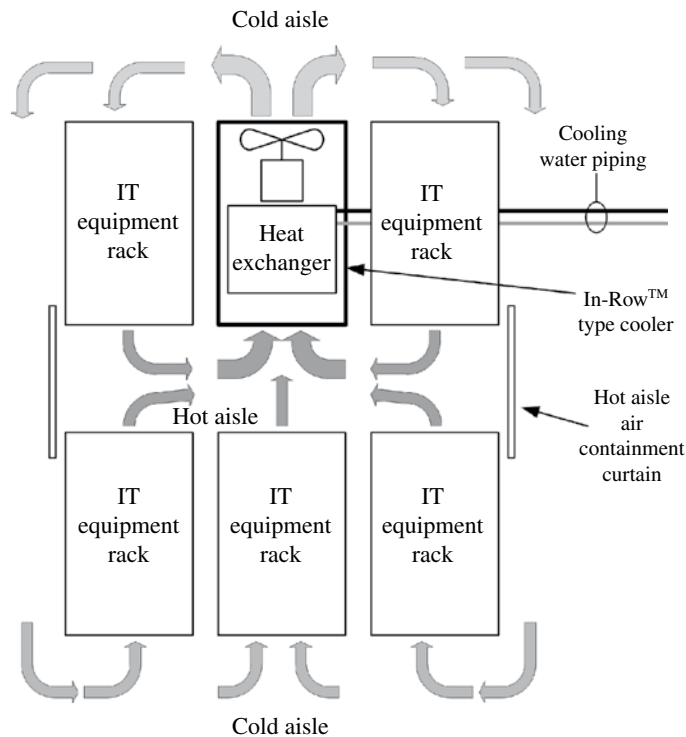 Cold aisle
Cooling
water piping
IT
equipment
rack
IT
equipment
rack
Heat
exchanger
In-Row™
type cooler
Hot aisle
Hot aisle
air
containment
curtain
IT
equipment
rack
IT
equipment
rack
IT
equipment
rack
Cold aisle